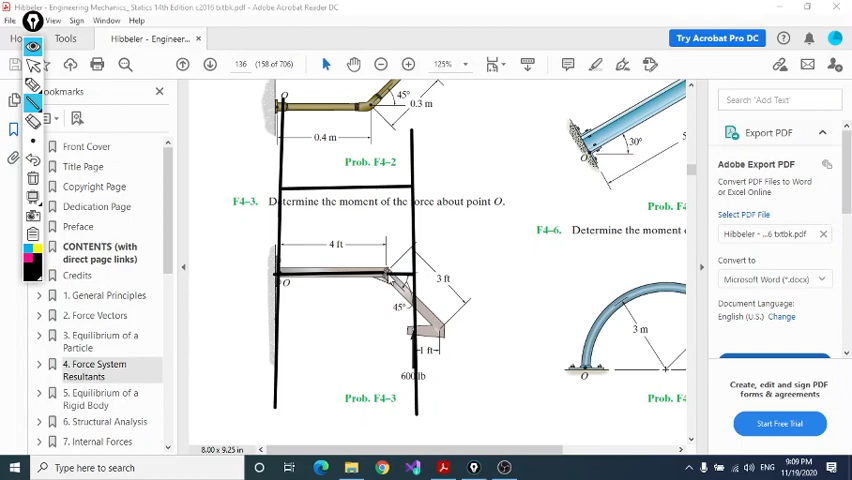 Hibbeler - Engineering Mechanics_ Statics 14th Edition c2016 txtbk.pdf - Adobe Acrobat Reader DC
View Sign Window Help
Tools
Hibbeler - Engineer... ×
Try Acrobat Pro DC
136 (158 of 706)
125%
Front Cover
Title Page
Copyright Page
Dedication Page
Preface
CONTENTS (with
direct page links)
Credits
1. General Principles
2. Force Vectors
3. Equilibrium of a
Particle
4. Force System
Resultants
5. Equilibrium of a
Rigid Body
6. Structural Analysis
7. Internal Forces
O
45°
0.3 m
0.4 m
Prob. F4–2
F4–3. Determine the moment of the force about point O.
4 ft
O
45°
3 ft
1 ft
600 lb
Prob. F4–3
8.00 x 9.25 in
30°
O
5
Prob. F4–
F4–6. Determine the moment o
3 m
O
Prob. F4–
Search 'Add Text'
Export PDF
Adobe Export PDF
Convert PDF Files to Word
or Excel Online
Select PDF File
Hibbeler ...6 txtbk.pdf ×
Convert to
Microsoft Word (*.docx)
Document Language:
English (U.S.) Change
Create, edit and sign PDF
forms & agreements
Start Free Trial
Type here to search
ENG
9:09 PM
11/19/2020